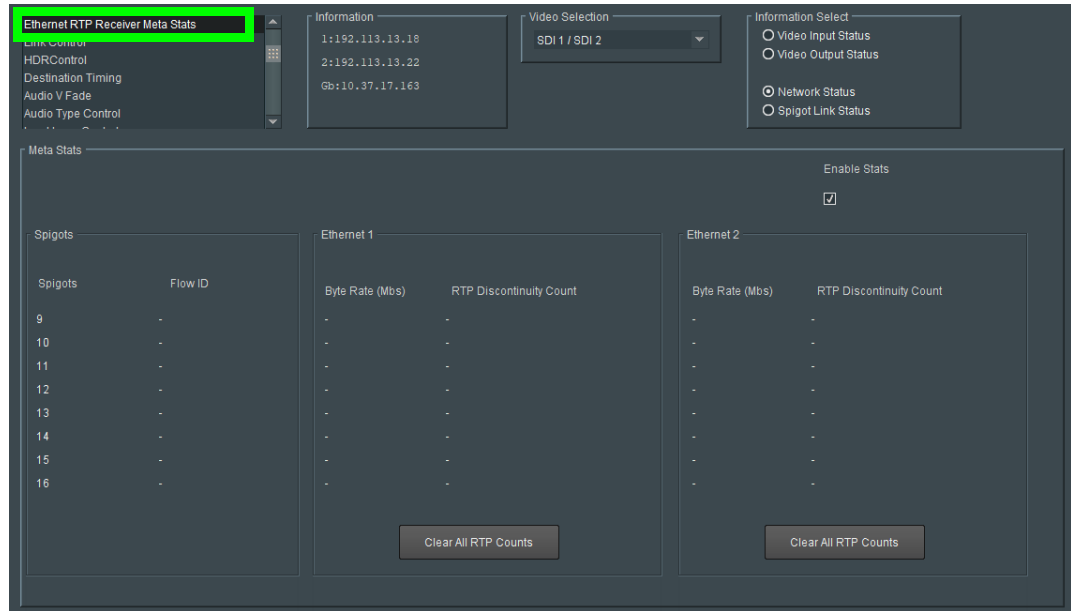 Ethernet RTP Receiver Meta Stats
Link Control
HDRControl
Destination Timing
Audio V Fade
Audio Type Control
Information
1:192.113.13.18
2:192.113.13.22
Gb:10.37.17.163
Video Selection
SDI 1 / SDI 2
Information Select
Video Input Status
Video Output Status
Network Status
Spigot Link Status
Meta Stats
Enable Stats
Spigots
Ethernet 1
Ethernet 2
Spigots Flow ID Byte Rate (Mbs) RTP Discontinuity Count Byte Rate (Mbs) RTP Discontinuity Count
9 - - - - -
10 - - - - -
11 - - - - -
12 - - - - -
13 - - - - -
14 - - - - -
15 - - - - -
16 - - - - -
Clear All RTP Counts Clear All RTP Counts